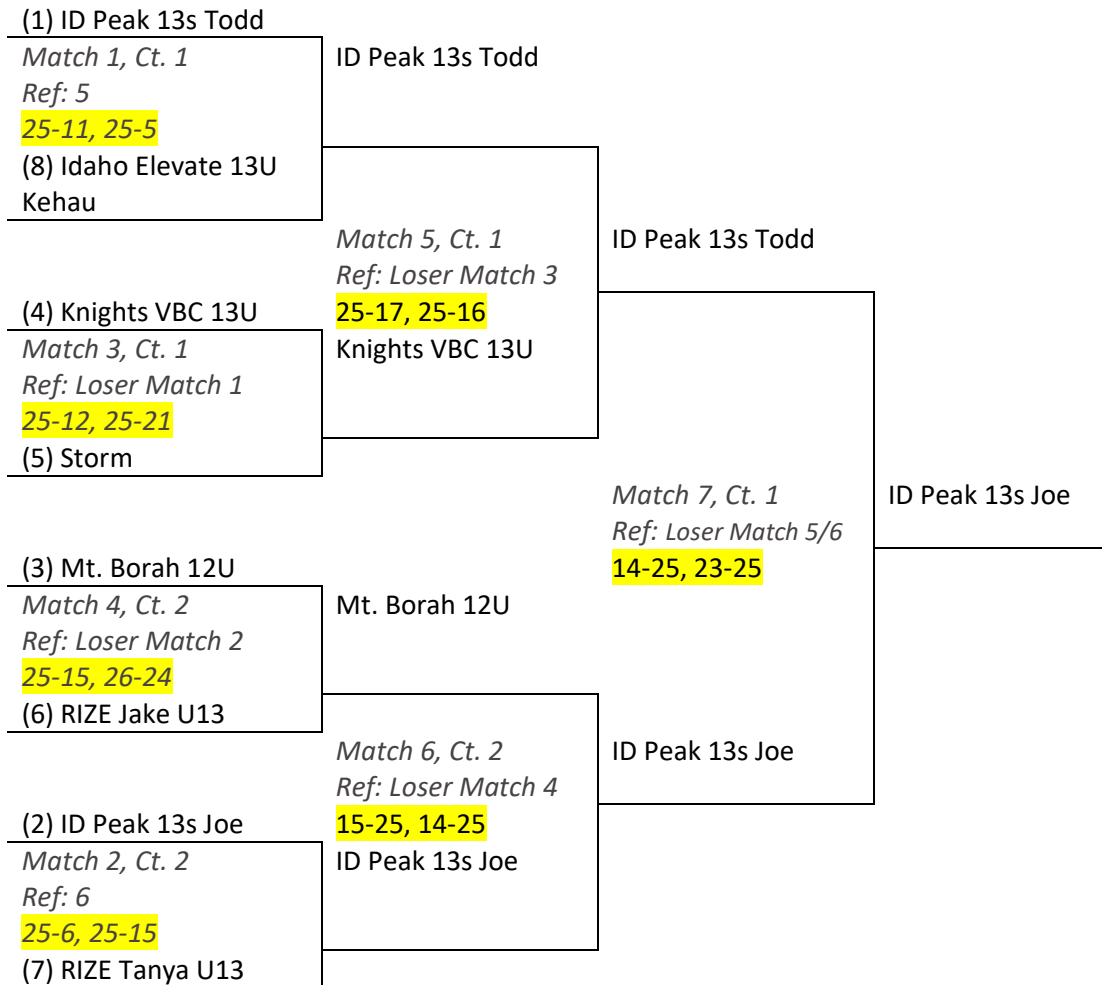 (1) ID Peak 13s Todd
Match 1, Ct. 1
Ref: 5
25-11, 25-5
(8) Idaho Elevate 13U
Kehau
ID Peak 13s Todd
(4) Knights VBC 13U
Match 3, Ct. 1
Ref: Loser Match 1
25-12, 25-21
(5) Storm
Match 5, Ct. 1
Ref: Loser Match 3
25-17, 25-16
Knights VBC 13U
ID Peak 13s Todd
(3) Mt. Borah 12U
Match 4, Ct. 2
Ref: Loser Match 2
25-15, 26-24
(6) RIZE Jake U13
Mt. Borah 12U
(2) ID Peak 13s Joe
Match 2, Ct. 2
Ref: 6
25-6, 25-15
(7) RIZE Tanya U13
Match 6, Ct. 2
Ref: Loser Match 4
15-25, 14-25
ID Peak 13s Joe
ID Peak 13s Joe
Match 7, Ct. 1
Ref: Loser Match 5/6
14-25, 23-25
ID Peak 13s Joe